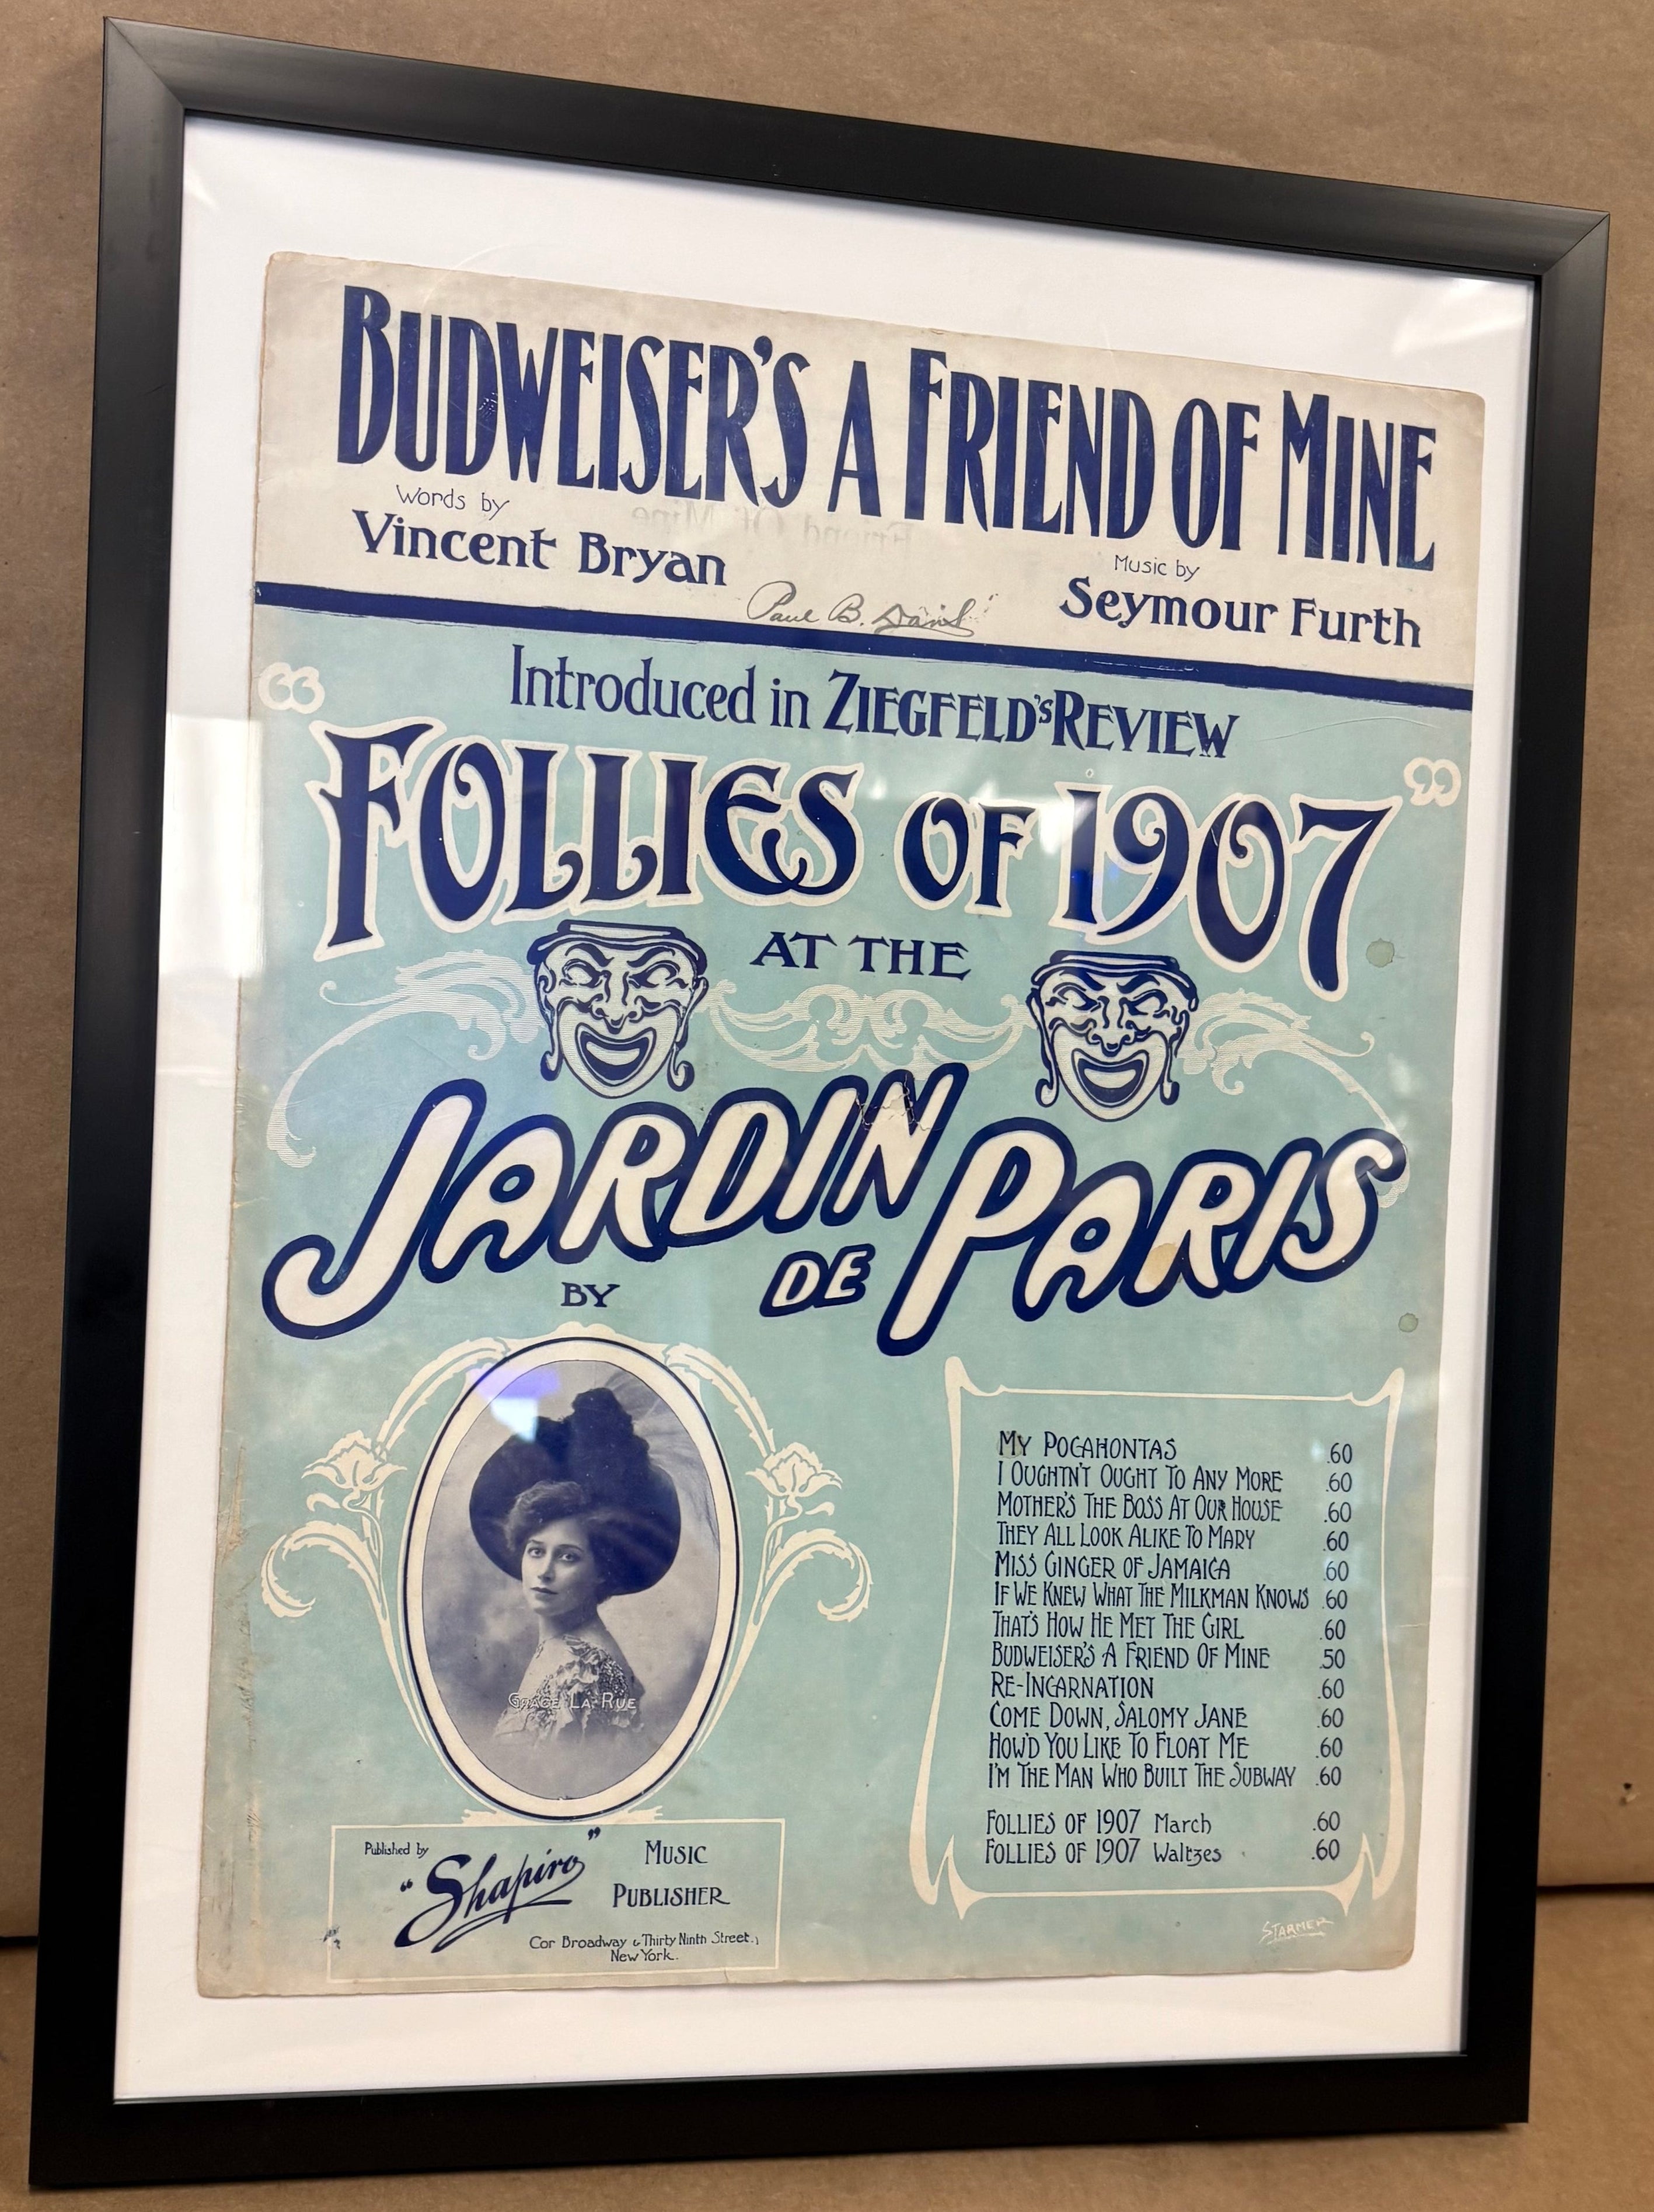 BUDWEISER'S A FRIEND OF MINE
Words by
Vincent Bryan
Music by
Seymour Furth
Paul B.
Introduced in ZIEGFELD'S REVIEW
"FOLLIES OF 1907"
AT THE
JARDIN DE PARIS
BY
GRACE LA RUE
MY POCAHONTAS .60
I OUGHTN'T OUGHT TO ANY MORE .60
MOTHER'S THE BOSS AT OUR HOUSE .60
THEY ALL LOOK ALIKE TO MARY .60
MISS GINGER OF JAMAICA .60
IF WE KNEW WHAT THE MILKMAN KNOWS .60
THAT'S HOW HE MET THE GIRL .60
BUDWEISER'S A FRIEND OF MINE .50
RE-INCARNATION .60
COME DOWN, SALOMY JANE .60
HOW'D YOU LIKE TO FLOAT ME .60
I'M THE MAN WHO BUILT THE SUBWAY .60
FOLLIES OF 1907 March .60
FOLLIES OF 1907 Waltzes .60
Published by
"Shapiro"
MUSIC
PUBLISHER
Cor Broadway & Thirty Ninth Street.,
New York.
STARMER